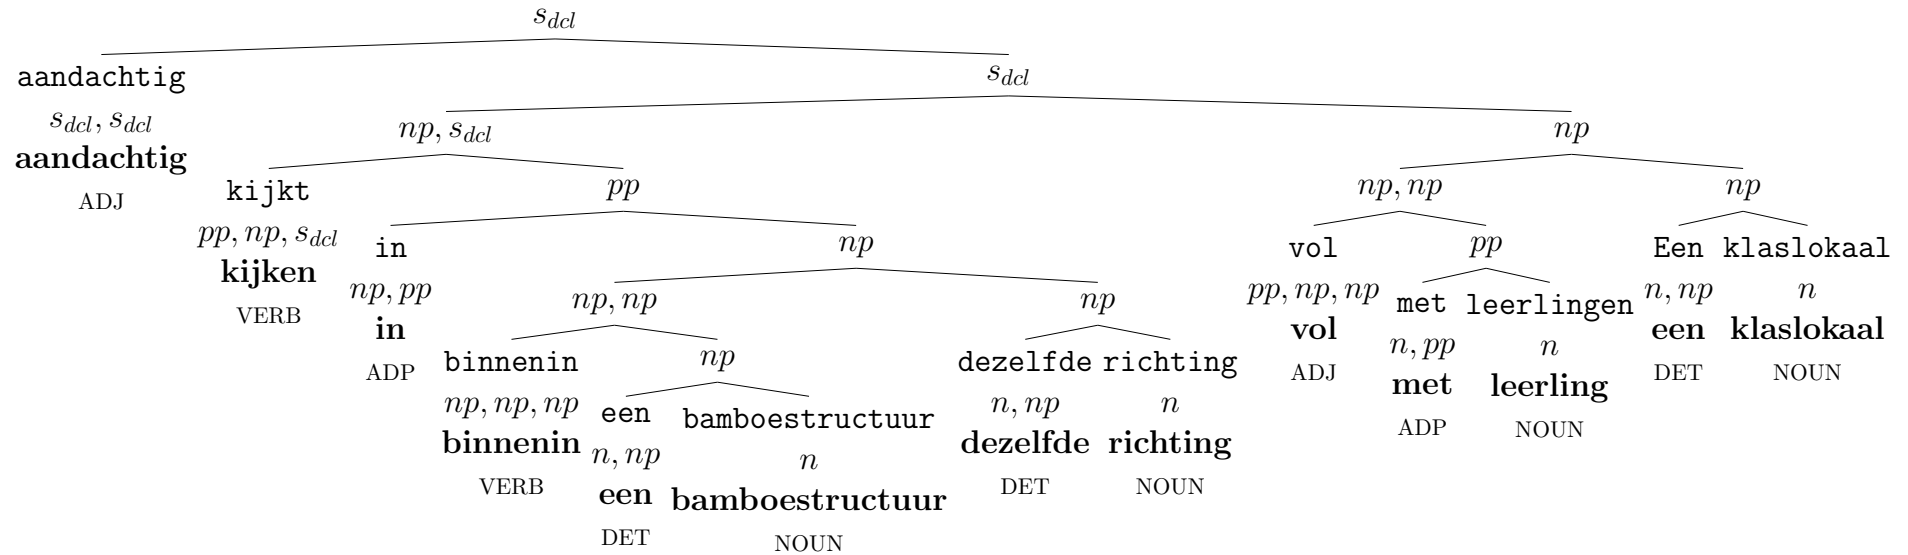 s_dcl
aandachtig s_dcl
s_dcl, s_dcl np, s_dcl np
aandachtig
ADJ kijkt pp np, np np
pp, np, s_dcl in np vol pp Een klaslokaal
kijken np, pp np, np np pp, np, np met leerlingen n, np n
VERB in binnenin np dezelfde richting vol n, pp n een klaslokaal
ADP np, np, np een bamboestructuur n, np n ADJ met leerling DET NOUN
binnenin n, np n dezelfde richting ADP NOUN
VERB een bamboestructuur DET NOUN
DET NOUN